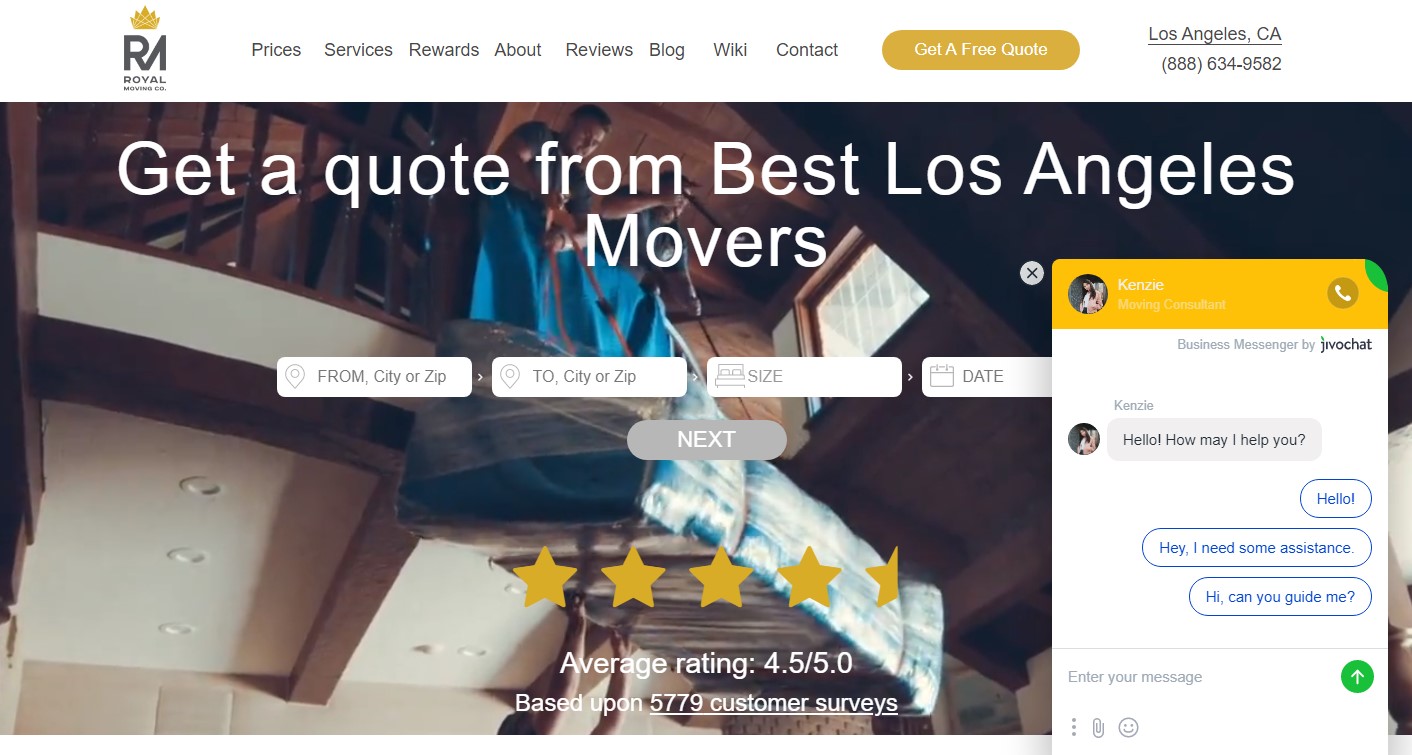 RM
ROYAL
MOVING CO.
Prices Services Rewards About Reviews Blog Wiki Contact
Get A Free Quote
Los Angeles, CA
(888) 634-9582
Get a quote from Best Los Angeles
Movers
FROM, City or Zip › TO, City or Zip › SIZE › DATE
NEXT
Average rating: 4.5/5.0
Based upon 5779 customer surveys
Kenzie
Moving Consultant
Business Messenger by jivochat
Kenzie
Hello! How may I help you?
Hello!
Hey, I need some assistance.
Hi, can you guide me?
Enter your message